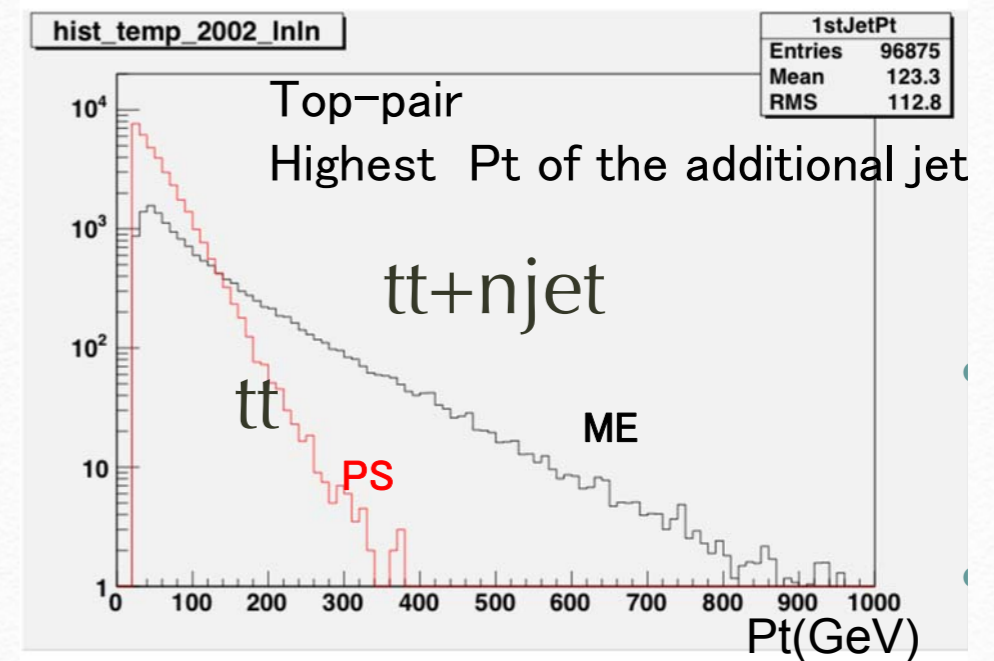 hist_temp_2002_lnln
1stJetPt
Entries 96875
Mean 123.3
RMS 112.8
Top-pair
Highest Pt of the additional jet
tt+njet
tt
ME
PS
10⁴
10³
10²
10
1
0 100 200 300 400 500 600 700 800 900 1000
Pt(GeV)